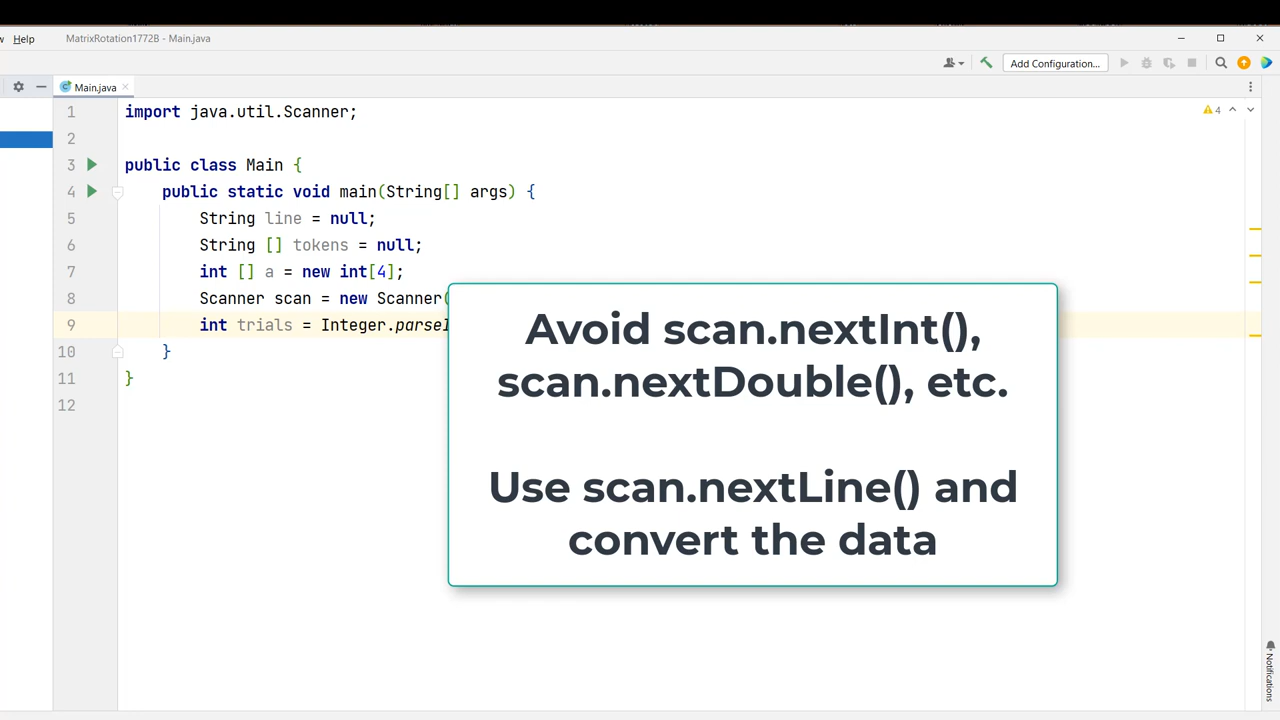 Help
MatrixRotation1772B - Main.java
Add Configuration...
Main.java
4
1 import java.util.Scanner;
2
3 public class Main {
4 public static void main(String[] args) {
5 String line = null;
6 String [] tokens = null;
7 int [] a = new int[4];
8 Scanner scan = new Scanner(
9 int trials = Integer.parseI
10 }
11 }
12
Avoid scan.nextInt(),
scan.nextDouble(), etc.
Use scan.nextLine() and
convert the data
Notifications